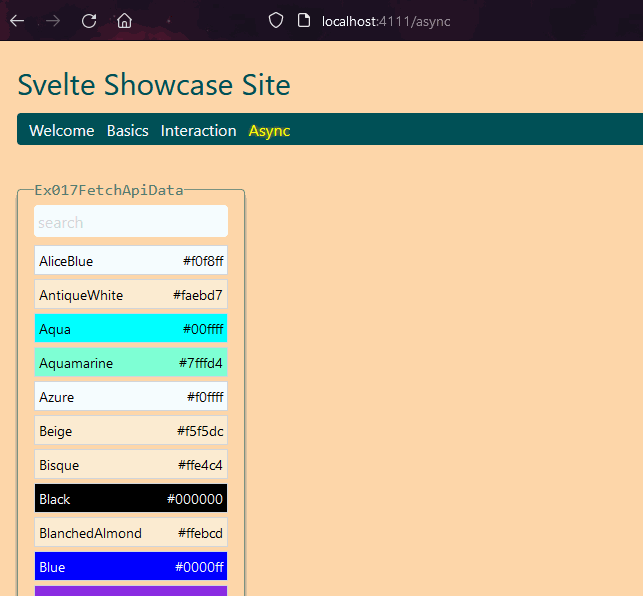 localhost:4111/async
Svelte Showcase Site
Welcome Basics Interaction Async
Ex017FetchApiData
search
AliceBlue #f0f8ff
AntiqueWhite #faebd7
Aqua #00ffff
Aquamarine #7fffd4
Azure #f0ffff
Beige #f5f5dc
Bisque #ffe4c4
Black #000000
BlanchedAlmond #ffebcd
Blue #0000ff